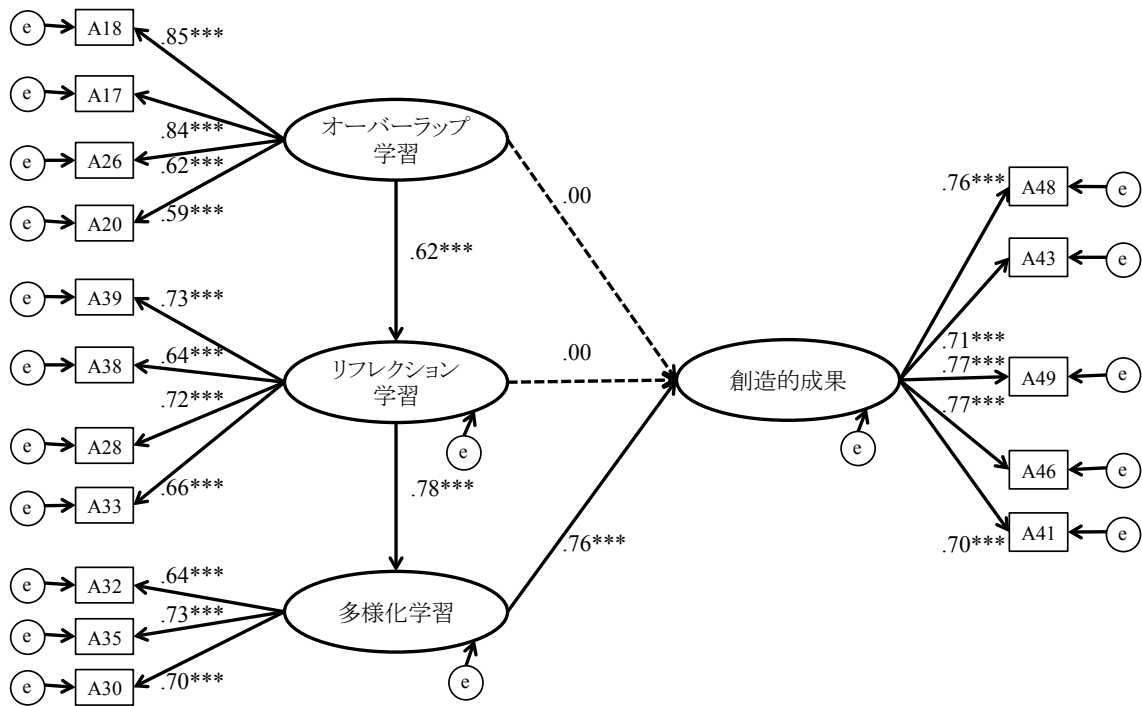 e
A18
.85***
e
A17
.84***
e
A26
.62***
e
A20
.59***
オーバーラップ
学習
.00
.62***
e
A39
.73***
e
A38
.64***
e
A28
.72***
e
A33
.66***
リフレクション
学習
e
.00
.78***
e
A32
.64***
e
A35
.73***
e
A30
.70***
多様化学習
e
.76***
創造的成果
e
.76***
A48
e
A43
e
.71***
.77***
A49
e
.77***
A46
e
.70***
A41
e